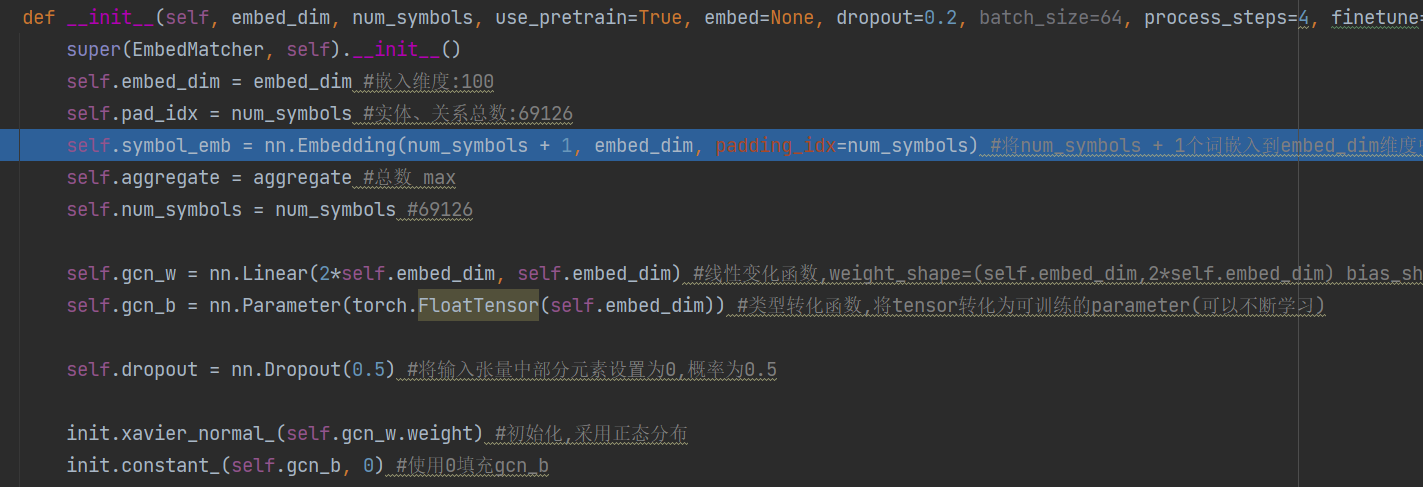 def __init__(self, embed_dim, num_symbols, use_pretrain=True, embed=None, dropout=0.2, batch_size=64, process_steps=4, finetune=
super(EmbedMatcher, self).__init__()
self.embed_dim = embed_dim #嵌入维度:100
self.pad_idx = num_symbols #实体、关系总数:69126
self.symbol_emb = nn.Embedding(num_symbols + 1, embed_dim, padding_idx=num_symbols) #将num_symbols + 1个词嵌入到embed_dim维度
self.aggregate = aggregate #总数 max
self.num_symbols = num_symbols #69126
self.gcn_w = nn.Linear(2*self.embed_dim, self.embed_dim) #线性变化函数,weight_shape=(self.embed_dim,2*self.embed_dim) bias_sh
self.gcn_b = nn.Parameter(torch.FloatTensor(self.embed_dim)) #类型转化函数,将tensor转化为可训练的parameter(可以不断学习)
self.dropout = nn.Dropout(0.5) #将输入张量中部分元素设置为0,概率为0.5
init.xavier_normal_(self.gcn_w.weight) #初始化,采用正态分布
init.constant_(self.gcn_b, 0) #使用0填充gcn_b